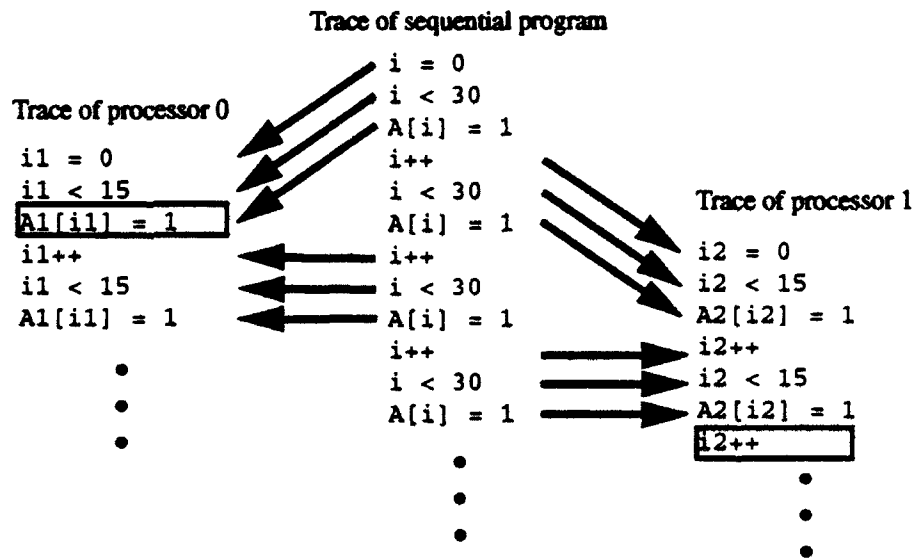 Trace of sequential program
i = 0
i < 30
A[i] = 1
i++
i < 30
A[i] = 1
i++
i < 30
A[i] = 1
i++
i < 30
A[i] = 1
Trace of processor 0
i1 = 0
i1 < 15
A1[i1] = 1
i1++
i1 < 15
A1[i1] = 1
Trace of processor 1
i2 = 0
i2 < 15
A2[i2] = 1
i2++
i2 < 15
A2[i2] = 1
i2++